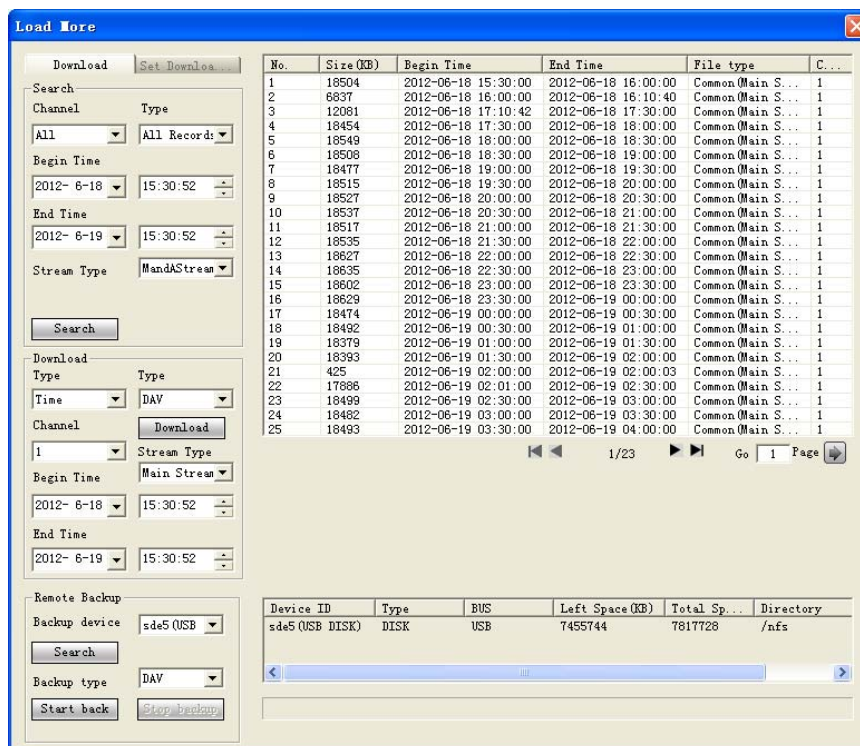 Load More
Download Set Downloa...
Search
Channel Type
All All Record:
Begin Time
2012- 6-18 15:30:52
End Time
2012- 6-19 15:30:52
Stream Type MandAStream
Search
Download
Type Type
Time DAV
Channel Download
1 Stream Type
Main Stream
Begin Time
2012- 6-18 15:30:52
End Time
2012- 6-19 15:30:52
Remote Backup
Backup device sde5(USB
Search
Backup type DAV
Start back Stop backup
No. Size(KB) Begin Time End Time File type C...
1 18504 2012-06-18 15:30:00 2012-06-18 16:00:00 Common(Main S... 1
2 6837 2012-06-18 16:00:00 2012-06-18 16:10:40 Common(Main S... 1
3 12081 2012-06-18 17:10:42 2012-06-18 17:30:00 Common(Main S... 1
4 18454 2012-06-18 17:30:00 2012-06-18 18:00:00 Common(Main S... 1
5 18549 2012-06-18 18:00:00 2012-06-18 18:30:00 Common(Main S... 1
6 18508 2012-06-18 18:30:00 2012-06-18 19:00:00 Common(Main S... 1
7 18477 2012-06-18 19:00:00 2012-06-18 19:30:00 Common(Main S... 1
8 18515 2012-06-18 19:30:00 2012-06-18 20:00:00 Common(Main S... 1
9 18527 2012-06-18 20:00:00 2012-06-18 20:30:00 Common(Main S... 1
10 18537 2012-06-18 20:30:00 2012-06-18 21:00:00 Common(Main S... 1
11 18517 2012-06-18 21:00:00 2012-06-18 21:30:00 Common(Main S... 1
12 18535 2012-06-18 21:30:00 2012-06-18 22:00:00 Common(Main S... 1
13 18627 2012-06-18 22:00:00 2012-06-18 22:30:00 Common(Main S... 1
14 18635 2012-06-18 22:30:00 2012-06-18 23:00:00 Common(Main S... 1
15 18602 2012-06-18 23:00:00 2012-06-18 23:30:00 Common(Main S... 1
16 18629 2012-06-18 23:30:00 2012-06-19 00:00:00 Common(Main S... 1
17 18474 2012-06-19 00:00:00 2012-06-19 00:30:00 Common(Main S... 1
18 18492 2012-06-19 00:30:00 2012-06-19 01:00:00 Common(Main S... 1
19 18379 2012-06-19 01:00:00 2012-06-19 01:30:00 Common(Main S... 1
20 18393 2012-06-19 01:30:00 2012-06-19 02:00:00 Common(Main S... 1
21 425 2012-06-19 02:00:00 2012-06-19 02:00:03 Common(Main S... 1
22 17886 2012-06-19 02:01:00 2012-06-19 02:30:00 Common(Main S... 1
23 18499 2012-06-19 02:30:00 2012-06-19 03:00:00 Common(Main S... 1
24 18482 2012-06-19 03:00:00 2012-06-19 03:30:00 Common(Main S... 1
25 18493 2012-06-19 03:30:00 2012-06-19 04:00:00 Common(Main S... 1
1/23 Go 1 Page
Device ID Type BUS Left Space(KB) Total Sp... Directory
sde5(USB DISK) DISK USB 7455744 7817728 /nfs